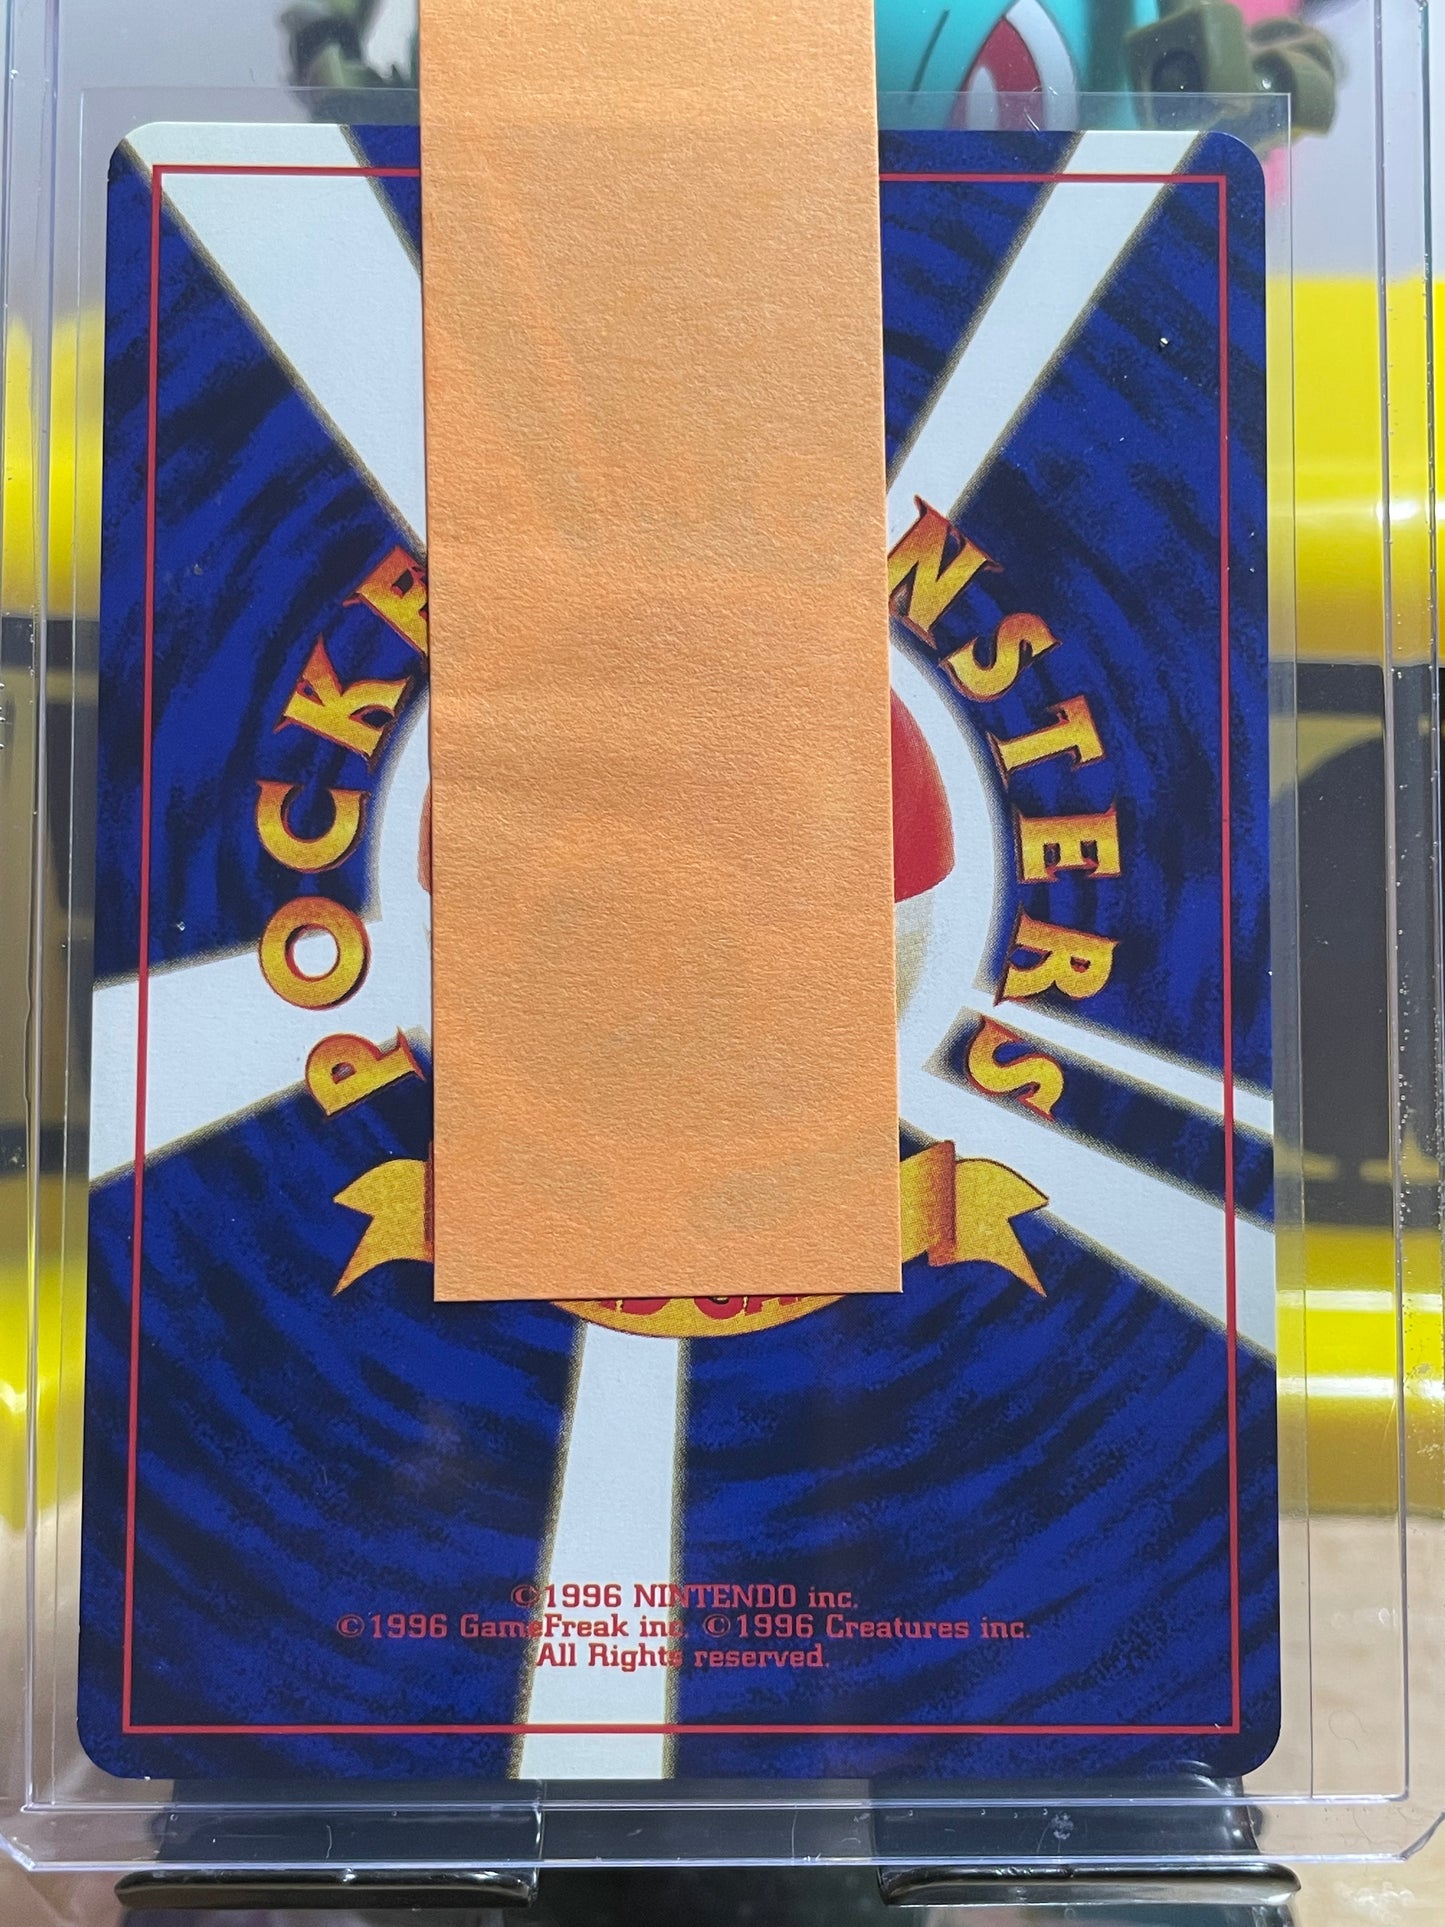 POCKE
NSTERS
©1996 NINTENDO inc.
©1996 GameFreak inc. ©1996 Creatures inc.
All Rights reserved.